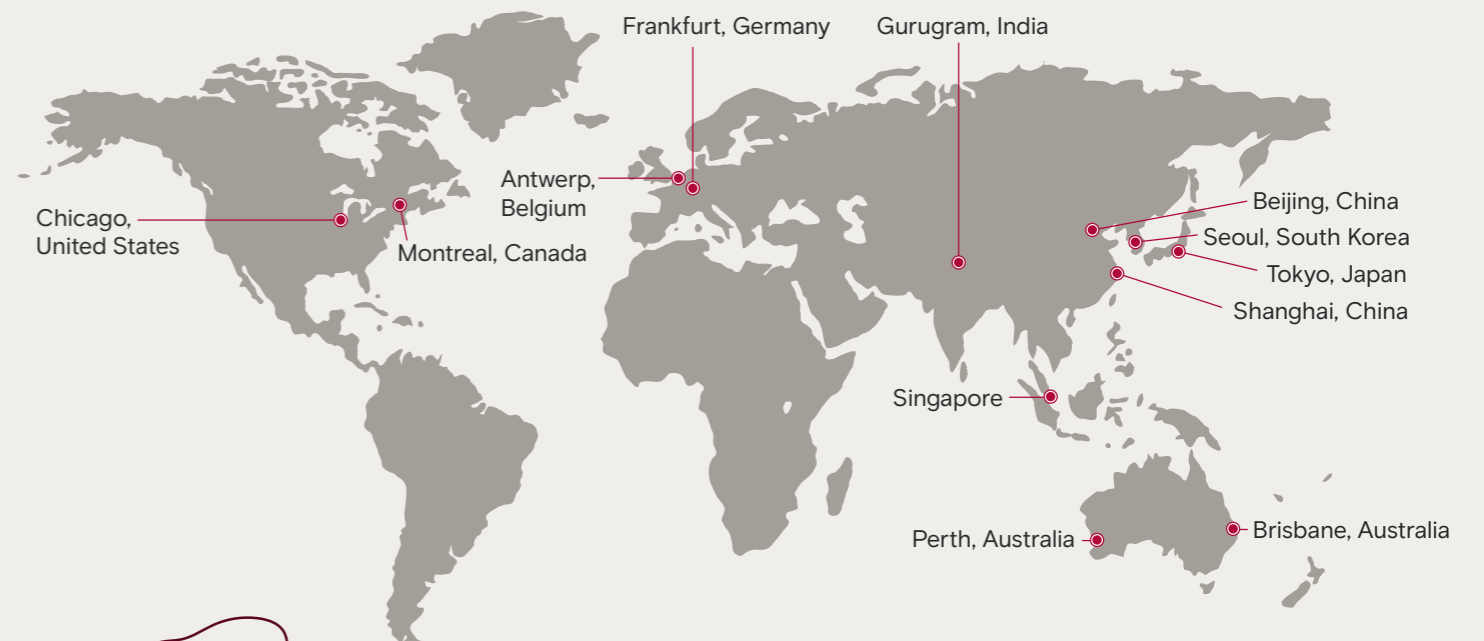 Frankfurt, Germany
Gurugram, India
Antwerp,
Belgium
Chicago,
United States
Montreal, Canada
Beijing, China
Seoul, South Korea
Tokyo, Japan
Shanghai, China
Singapore
Perth, Australia
Brisbane, Australia